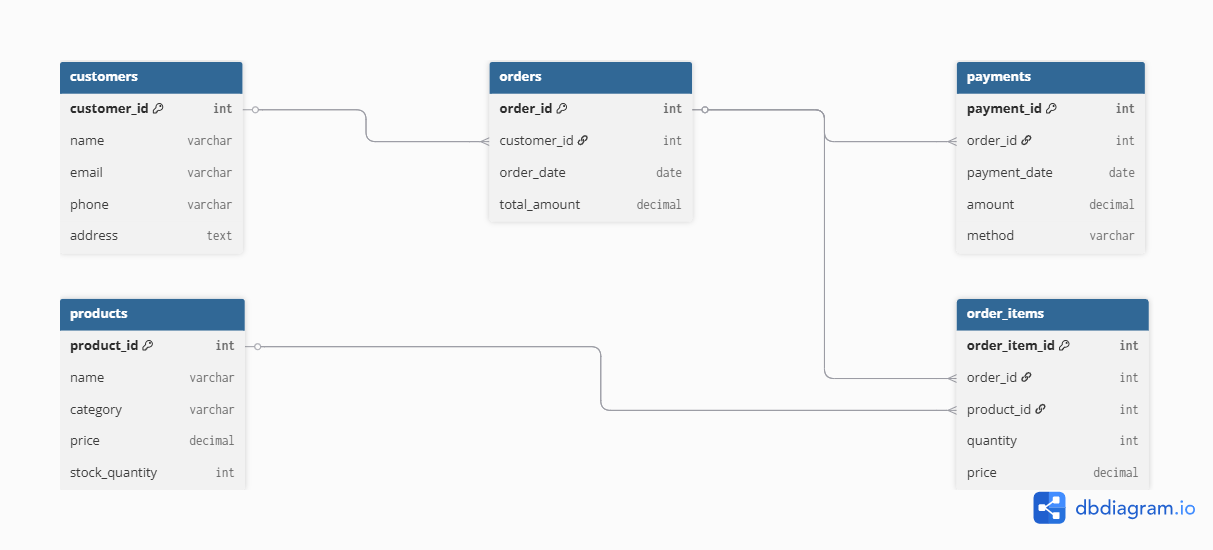 customers
customer_id int
name varchar
email varchar
phone varchar
address text
orders
order_id int
customer_id int
order_date date
total_amount decimal
payments
payment_id int
order_id int
payment_date date
amount decimal
method varchar
products
product_id int
name varchar
category varchar
price decimal
stock_quantity int
order_items
order_item_id int
order_id int
product_id int
quantity int
price decimal
dbdiagram.io